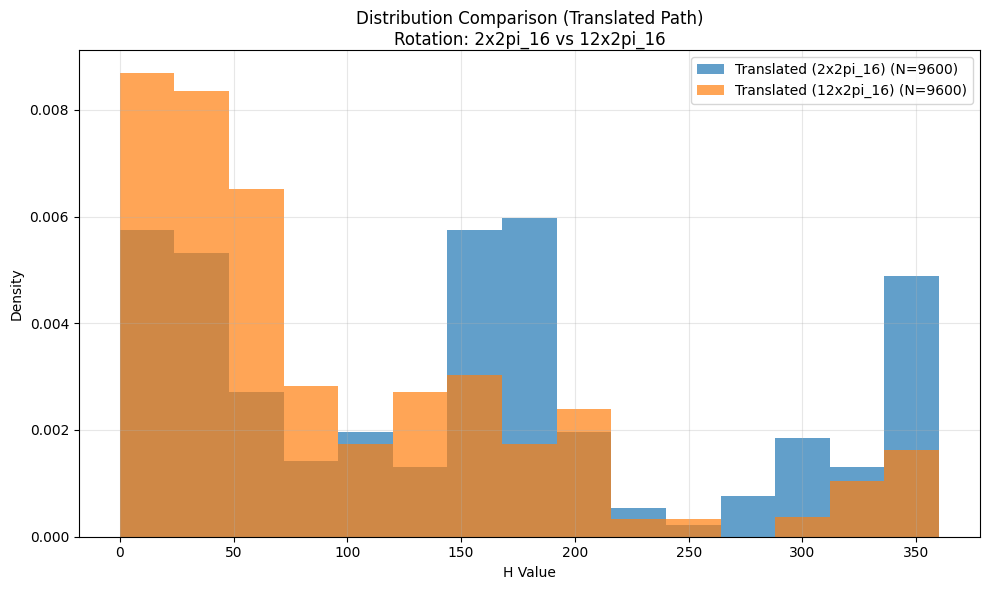 Distribution Comparison (Translated Path)
Rotation: 2x2pi_16 vs 12x2pi_16
Translated (2x2pi_16) (N=9600)
Translated (12x2pi_16) (N=9600)
Density
0.008
0.006
0.004
0.002
0.000
0 50 100 150 200 250 300 350
H Value